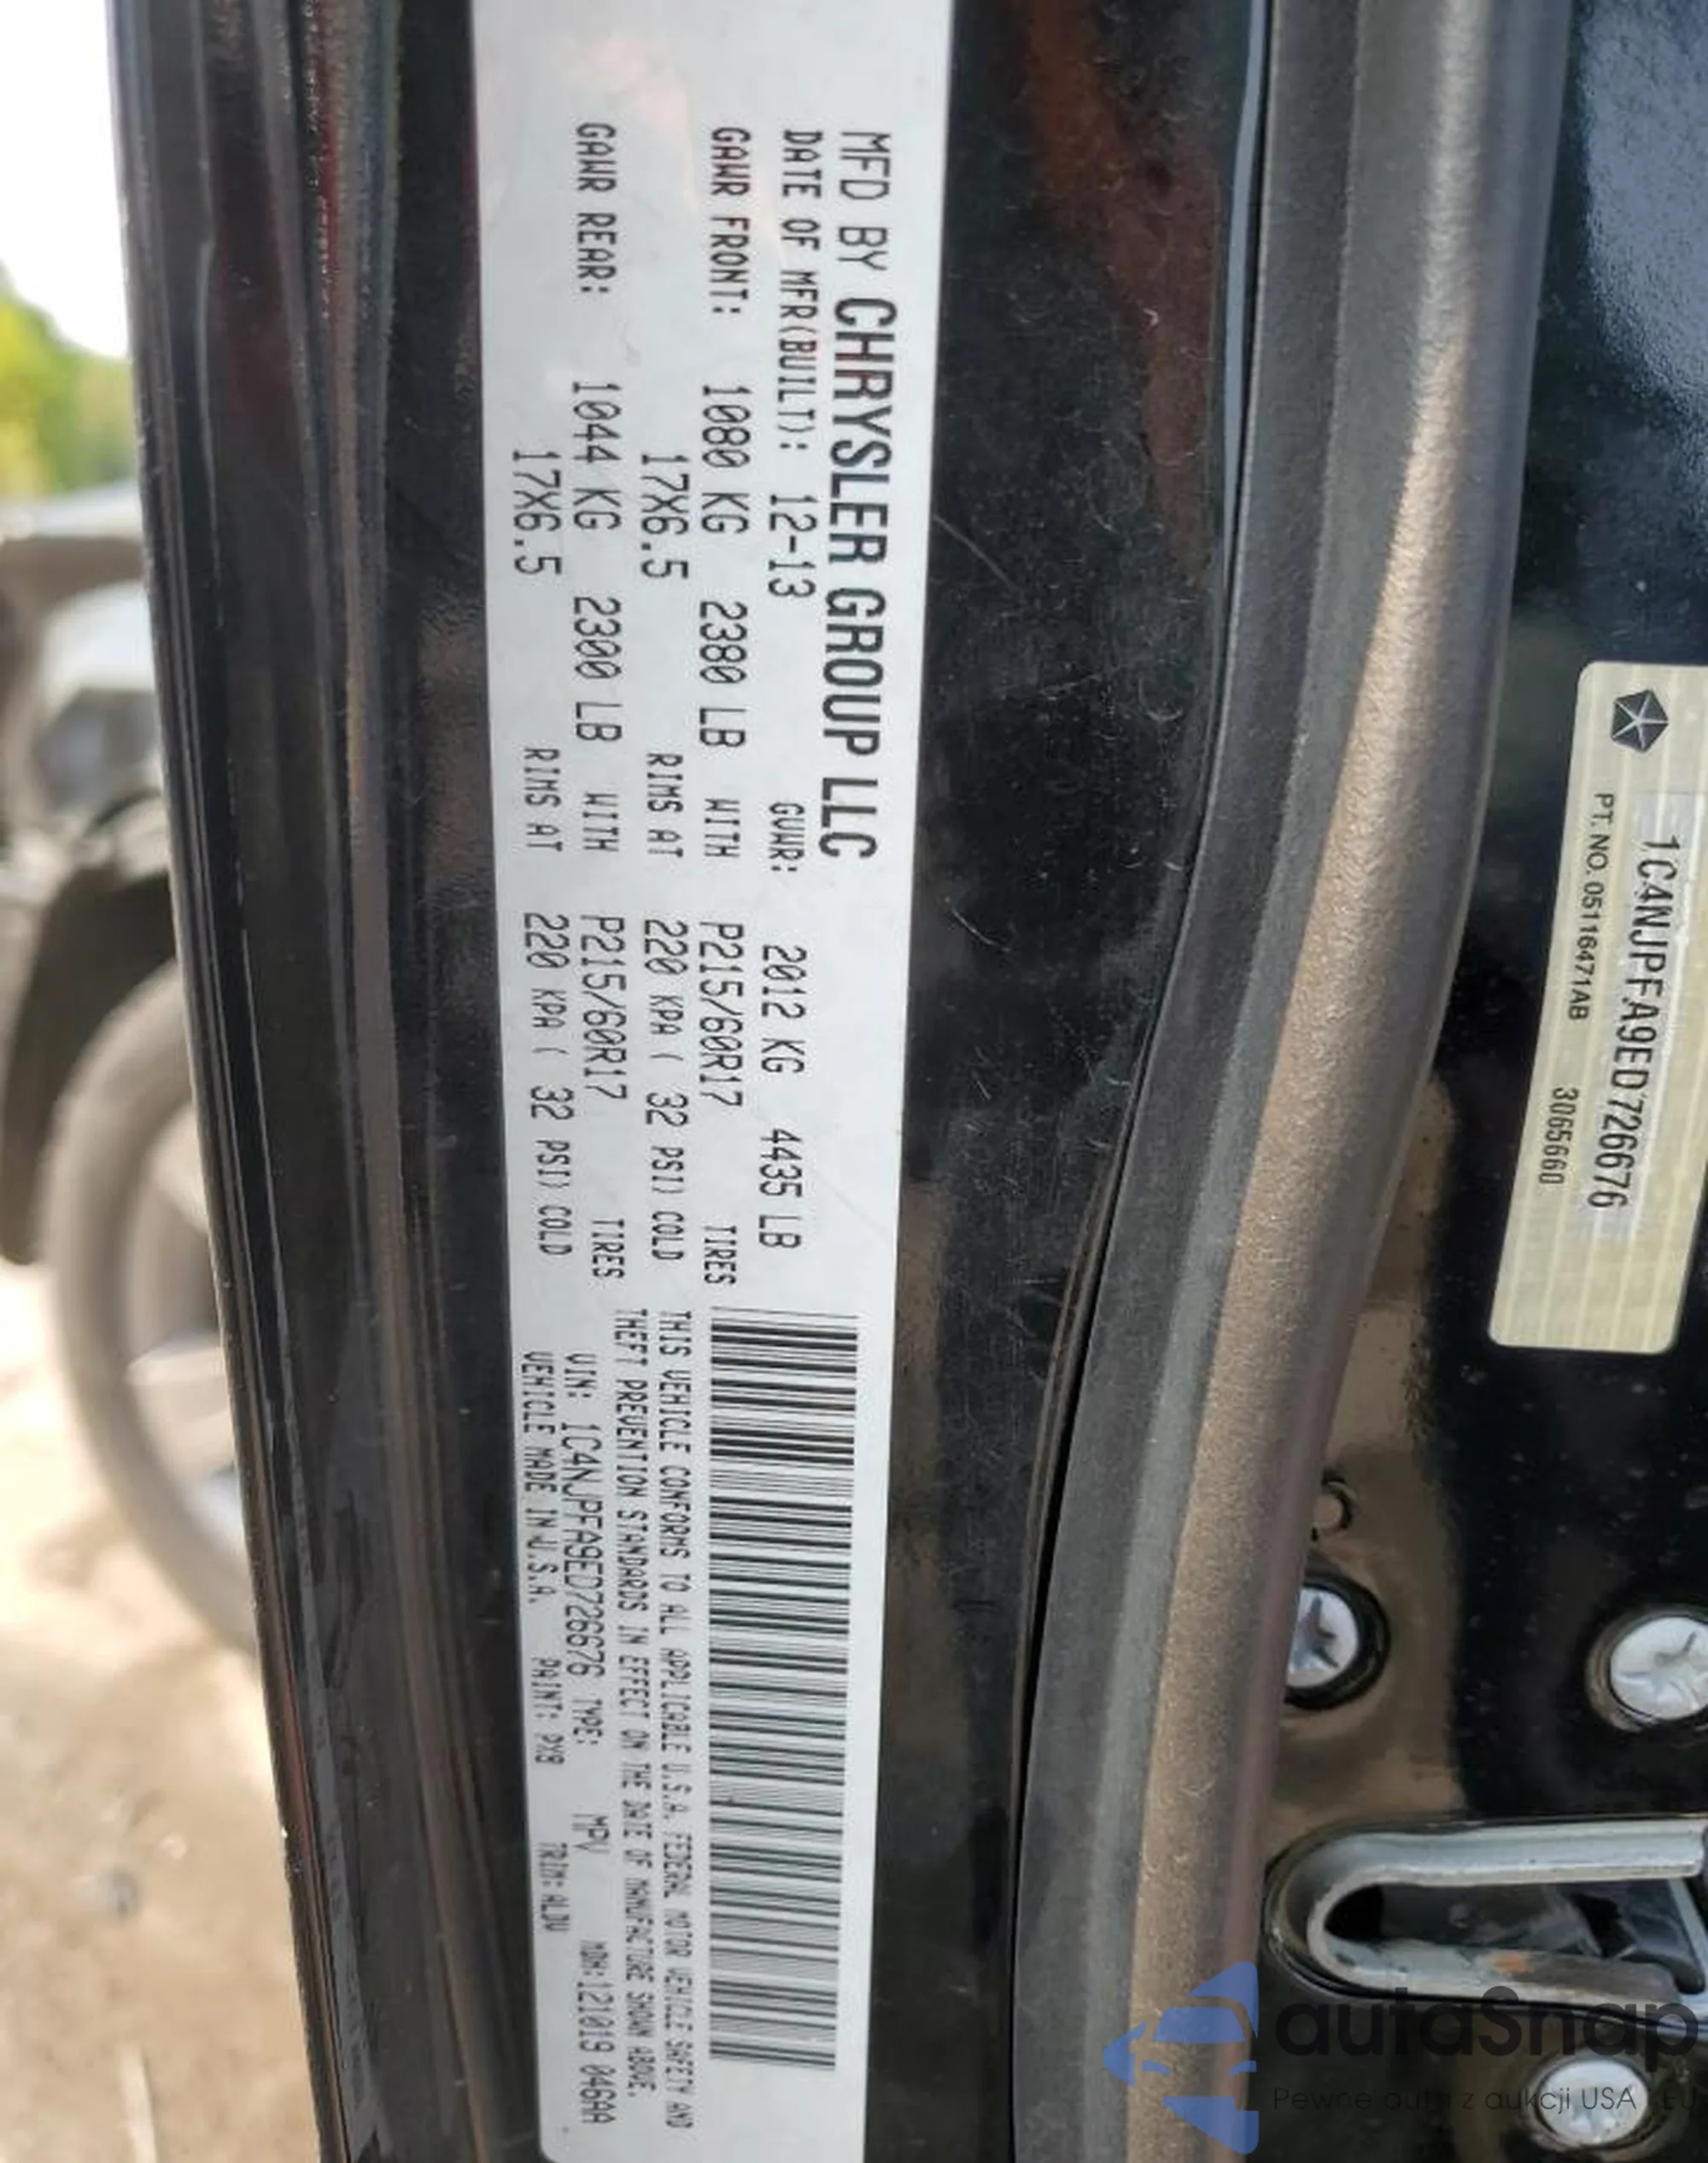 MFD BY CHRYSLER GROUP LLC
DATE OF MFR(BUILT): 12-13 GVWR: 2012 KG 4435 LB
GAWR FRONT: 1080 KG 2380 LB WITH P215/60R17 TIRES
17X6.5 RIMS AT 220 KPA ( 32 PSI) COLD
GAWR REAR: 1044 KG 2300 LB WITH P215/60R17 TIRES
17X6.5 RIMS AT 220 KPA ( 32 PSI) COLD
THIS VEHICLE CONFORMS TO ALL APPLICABLE U.S.A. FEDERAL MOTOR VEHICLE SAFETY AND
THEFT PREVENTION STANDARDS IN EFFECT ON THE DATE OF MANUFACTURE SHOWN ABOVE.
VIN: 1C4NJPFA9ED726676 TYPE: MPV MDH:121019 046AA
VEHICLE MADE IN U.S.A. PAINT: PX8 TRIM: ALDV
1C4NJPFA9ED726676
PT. NO. 05116471AB 3065660
autoSnap
Pewne auta z aukcji USA i EU